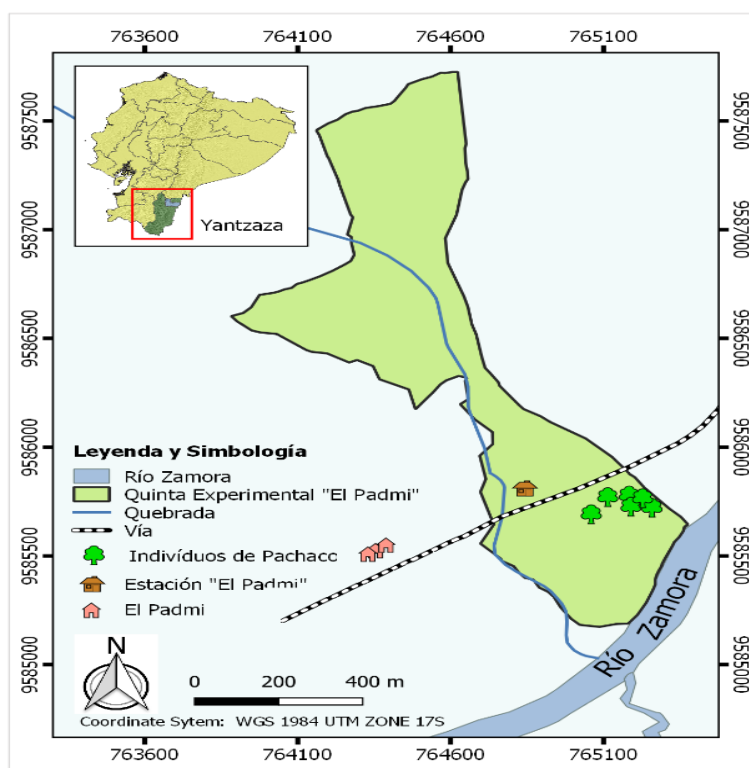 763600 764100 764600 765100
9587500
9587000
9586500
9586000
9585500
9585000
Yantzaza
Leyenda y Simbología
Río Zamora
Quinta Experimental "El Padmi"
Quebrada
Vía
Indivíduos de Pachaco
Estación "El Padmi"
El Padmi
N
0 200 400 m
Coordinate Sytem: WGS 1984 UTM ZONE 17S
Río Zamora
9587500
9587000
9586500
9586000
9585500
9585000
763600 764100 764600 765100